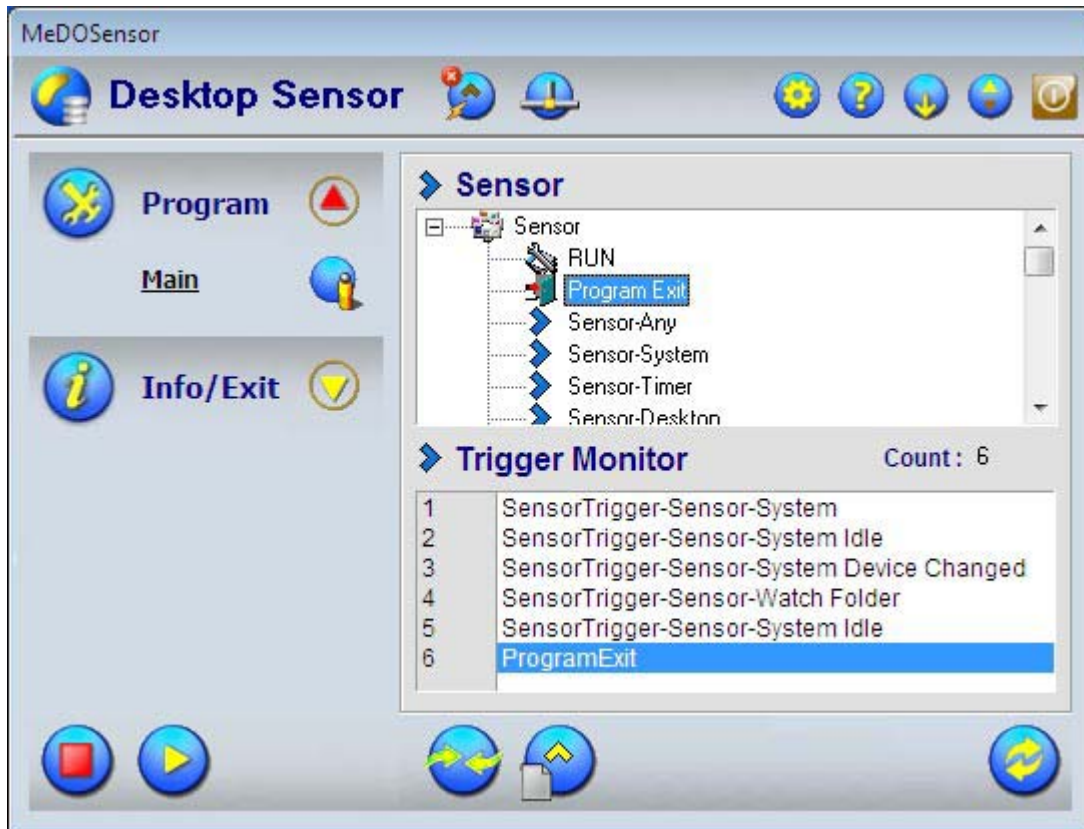 MeDOSensor
Desktop Sensor
Program
Main
Info/Exit
Sensor
Sensor
RUN
Program Exit
Sensor-Any
Sensor-System
Sensor-Timer
Sensor-Desktop
Trigger Monitor Count : 6
1 SensorTrigger-Sensor-System
2 SensorTrigger-Sensor-System Idle
3 SensorTrigger-Sensor-System Device Changed
4 SensorTrigger-Sensor-Watch Folder
5 SensorTrigger-Sensor-System Idle
6 ProgramExit